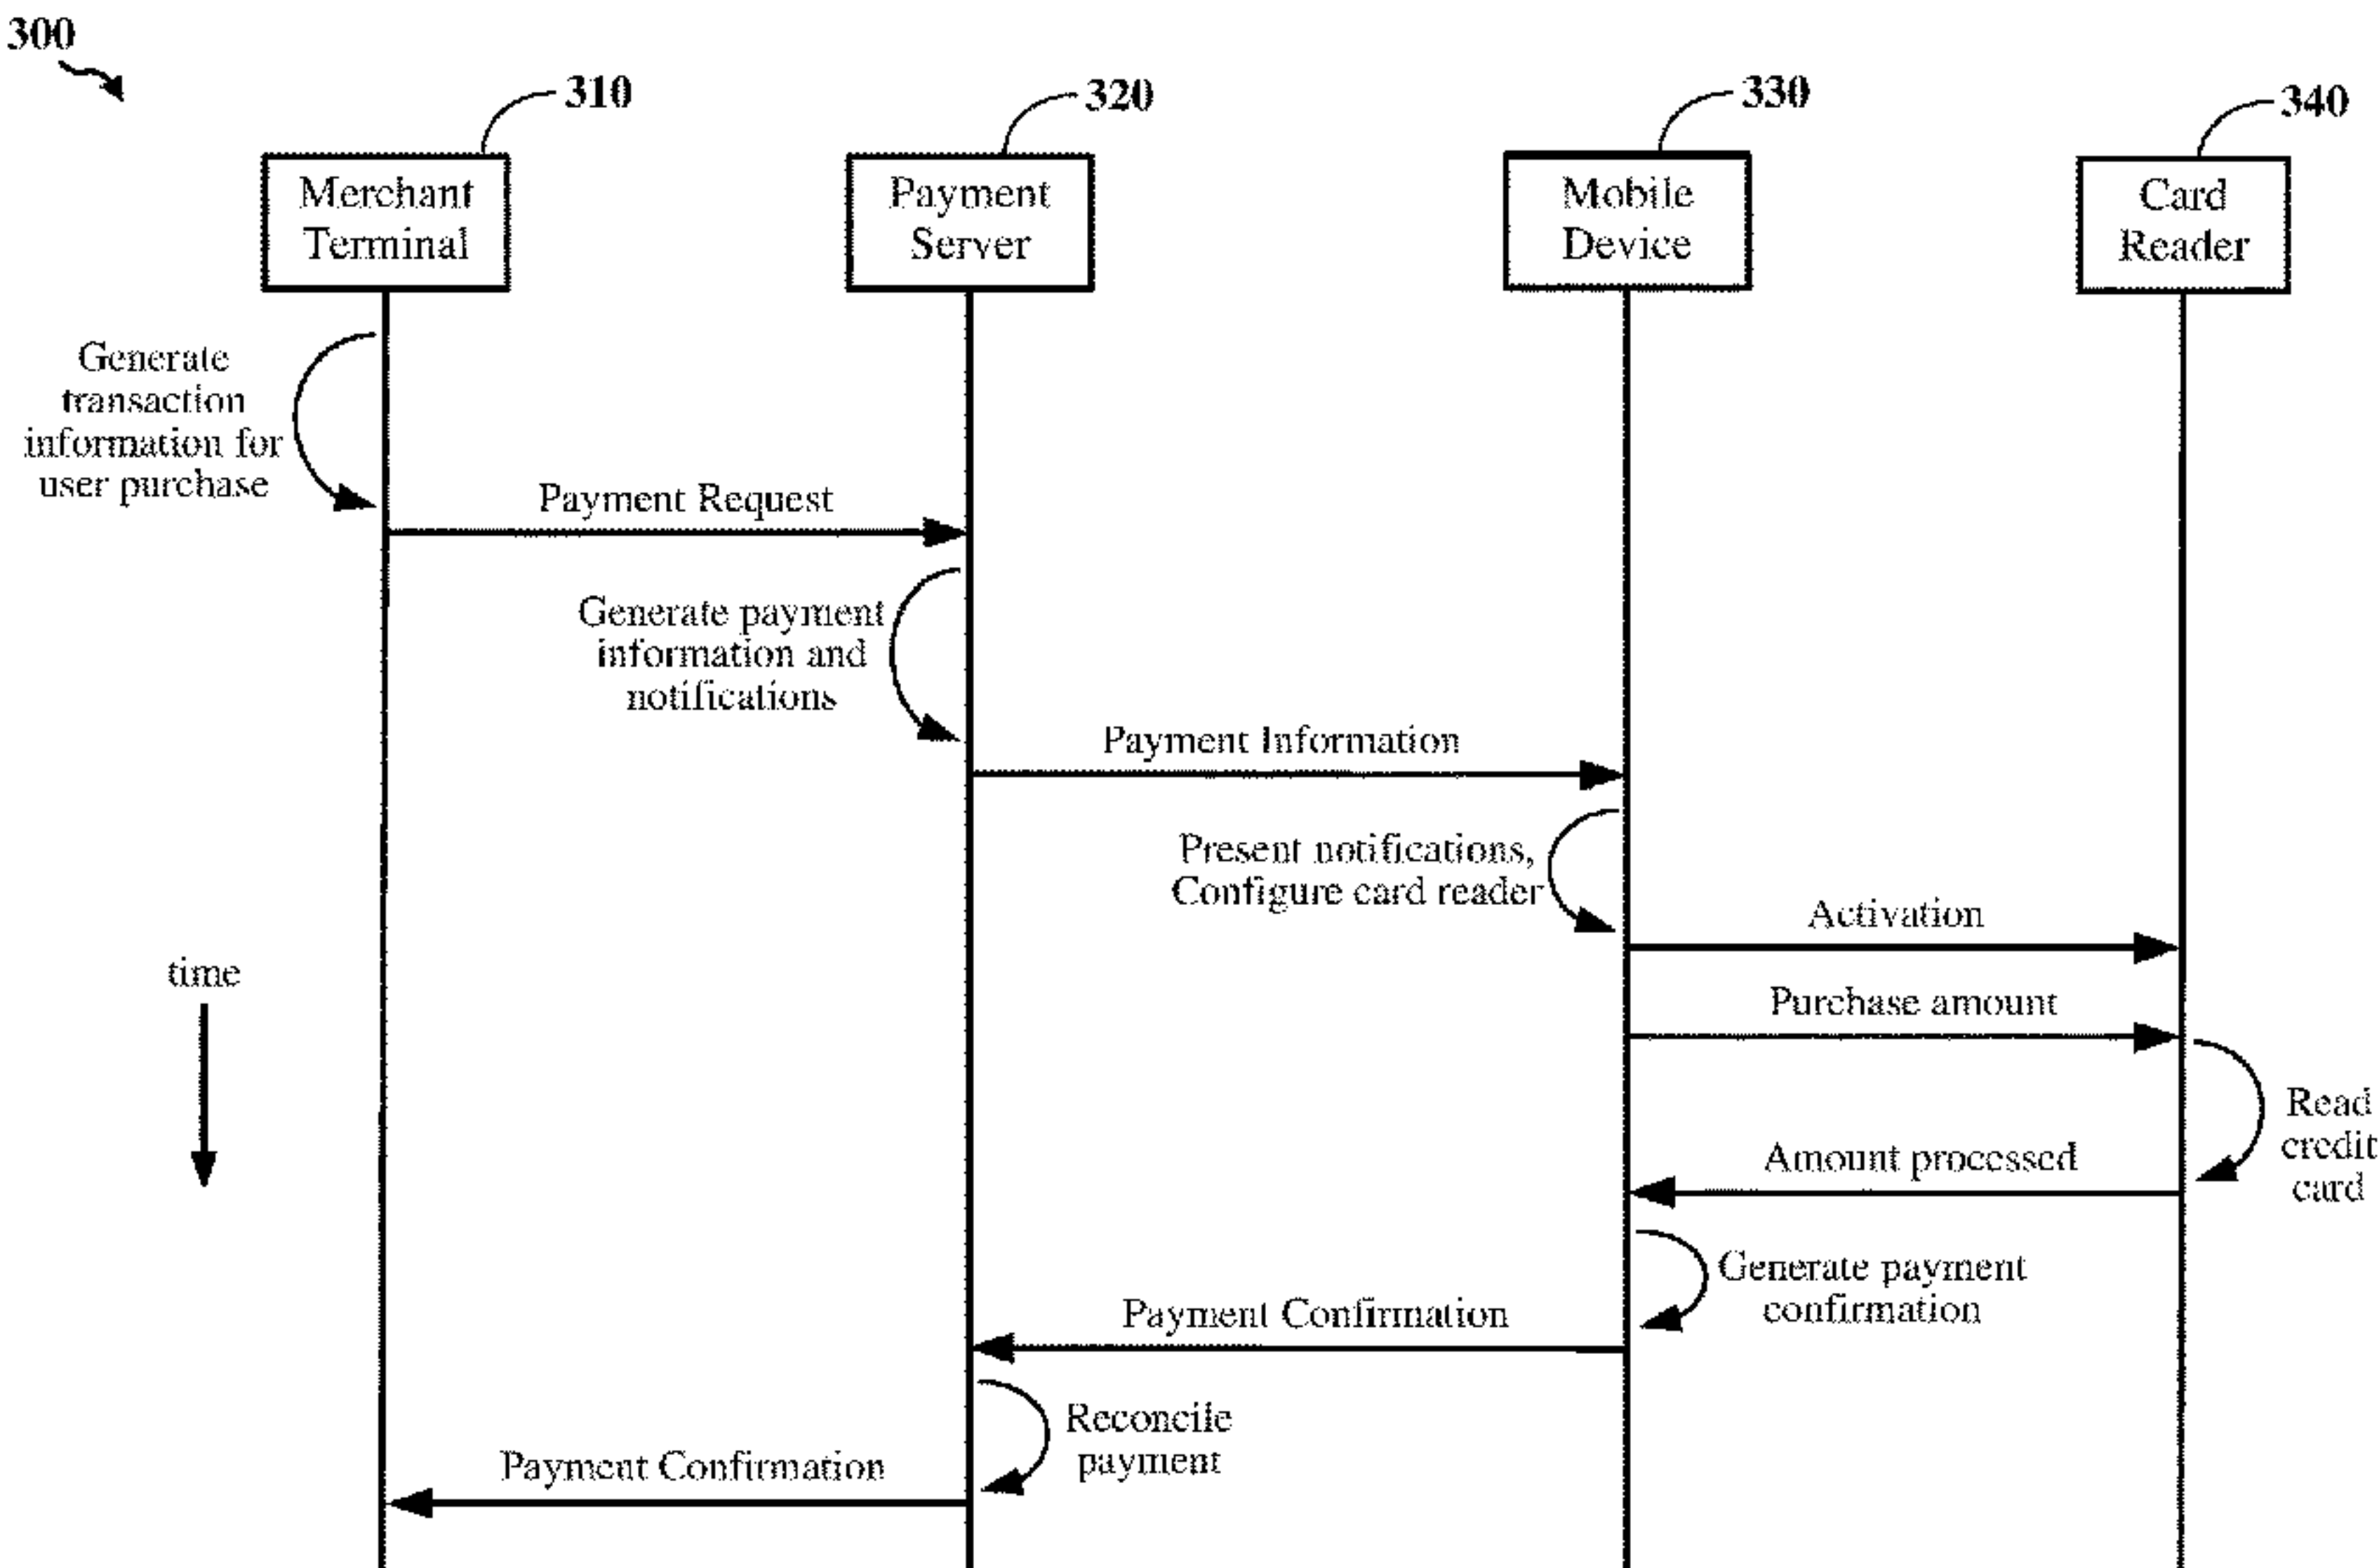 300
310
320
330
340
Merchant
Terminal
Payment
Server
Mobile
Device
Card
Reader
Generate
transaction
information for
user purchase
Payment Request
Generate payment
information and
notifications
Payment Information
Present notifications,
Configure card reader
Activation
time
Purchase amount
Read
credit
card
Amount processed
Generate payment
confirmation
Payment Confirmation
Reconcile
payment
Payment Confirmation